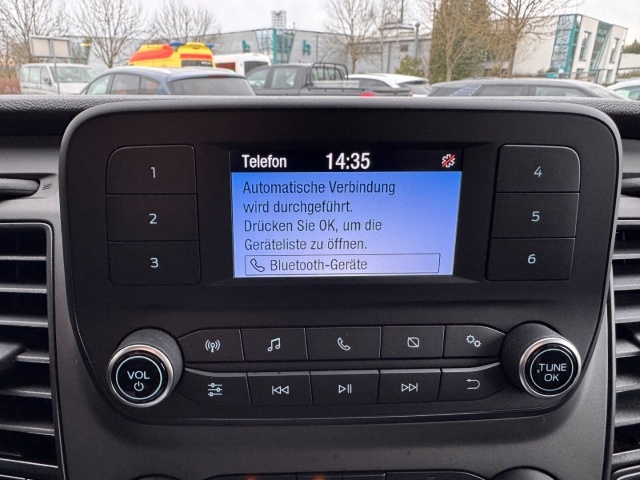 Telefon 14:35
Automatische Verbindung
wird durchgeführt.
Drücken Sie OK, um die
Geräteliste zu öffnen.
Bluetooth-Geräte
1
2
3
4
5
6
VOL
TUNE
OK